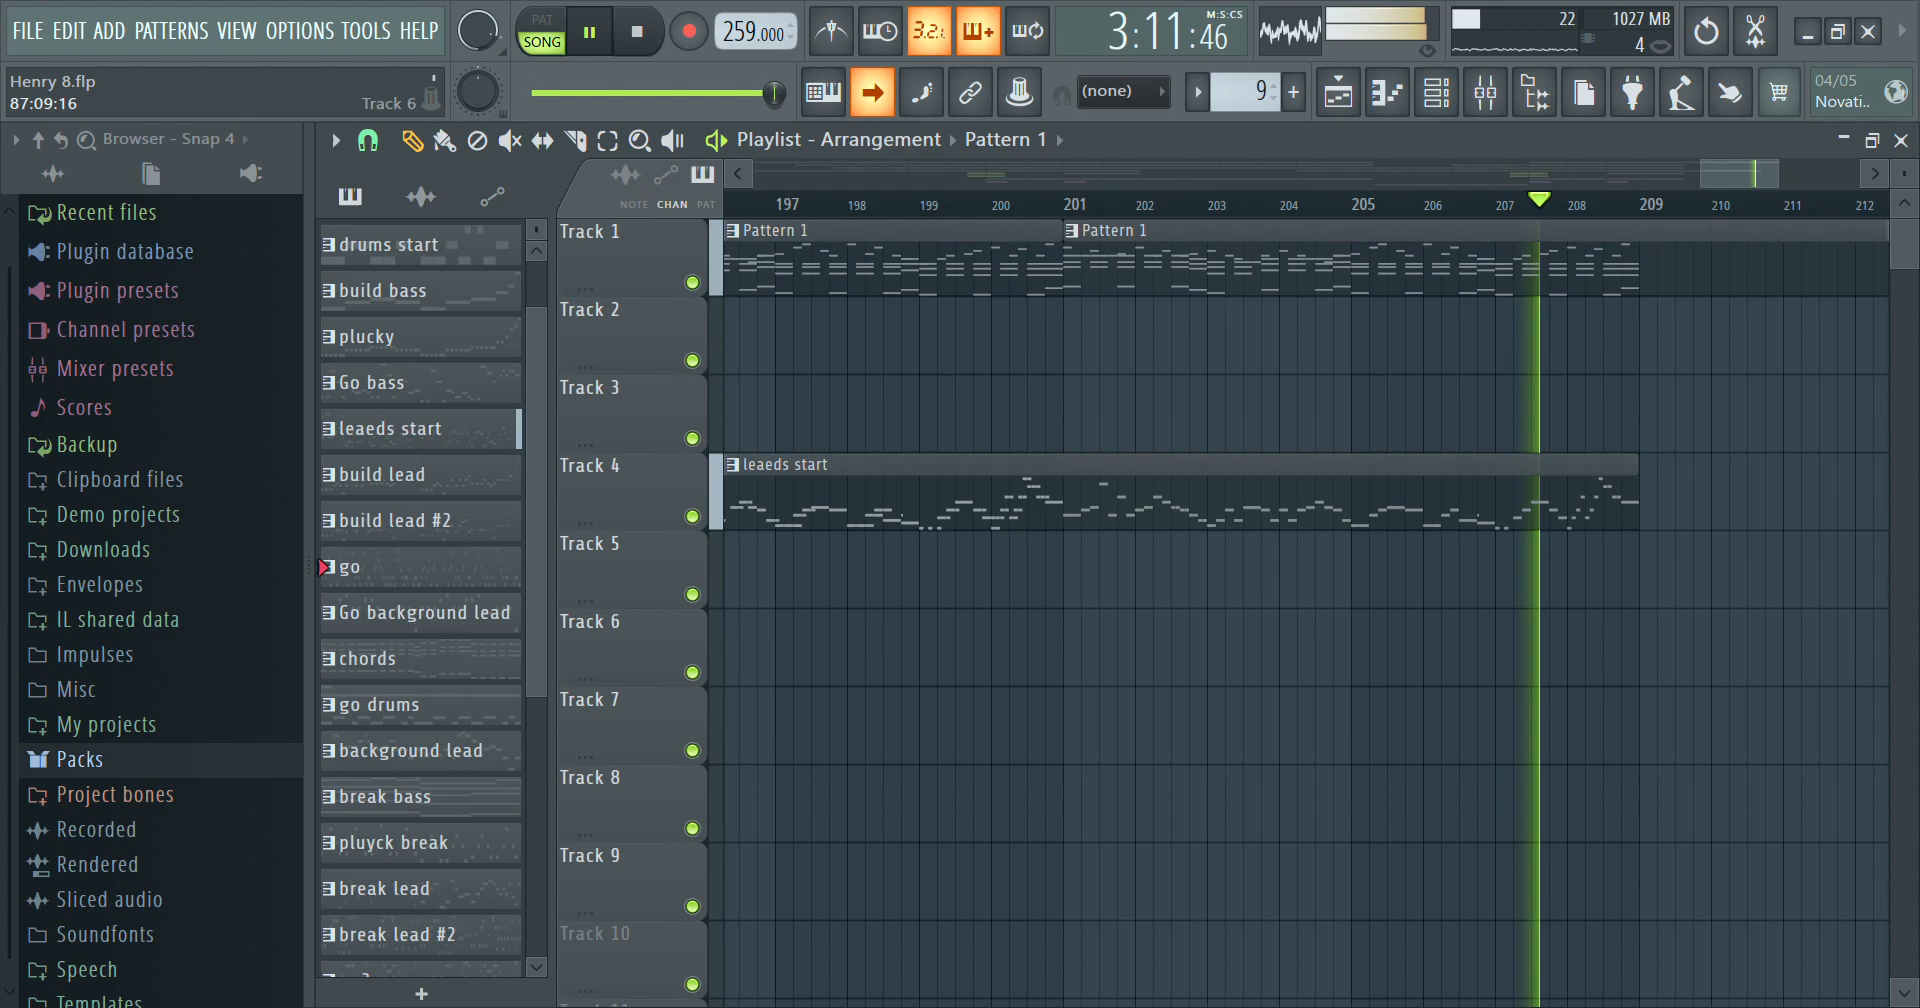 FILE EDIT ADD PATTERNS VIEW OPTIONS TOOLS HELP
PAT
SONG
259.000
3.2.1.
3:11:46
M:S:CS
22
1027 MB
4
Henry 8.flp
87:09:16
Track 6
(none)
9
04/05
Novati..
Browser - Snap 4
Playlist - Arrangement
Pattern 1
Recent files
Plugin database
Plugin presets
Channel presets
Mixer presets
Scores
Backup
Clipboard files
Demo projects
Downloads
Envelopes
IL shared data
Impulses
Misc
My projects
Packs
Project bones
Recorded
Rendered
Sliced audio
Soundfonts
Speech
Templates
drums start
build bass
plucky
Go bass
leaeds start
build lead
build lead #2
go
Go background lead
chords
go drums
background lead
break bass
pluyck break
break lead
break lead #2
+
NOTE CHAN PAT
197 198 199 200 201 202 203 204 205 206 207 208 209 210 211 212
Track 1
Pattern 1
Pattern 1
Track 2
Track 3
Track 4
leaeds start
Track 5
Track 6
Track 7
Track 8
Track 9
Track 10